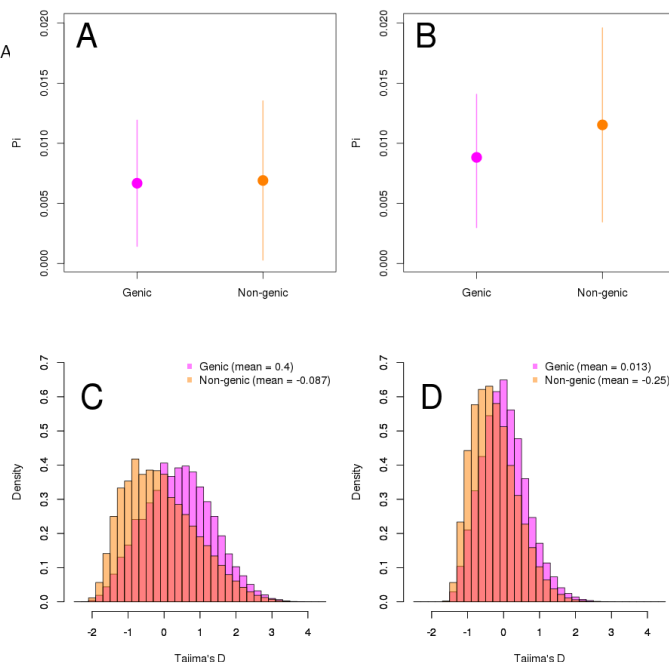 A
A
Pi
0.020
0.015
0.010
0.005
0.000
Genic
Non-genic
B
Pi
0.020
0.015
0.010
0.005
0.000
Genic
Non-genic
C
Genic (mean = 0.4)
Non-genic (mean = -0.087)
Density
0.7
0.6
0.5
0.4
0.3
0.2
0.1
0.0
-2 -1 0 1 2 3 4
Tajima's D
D
Genic (mean = 0.013)
Non-genic (mean = -0.25)
Density
0.7
0.6
0.5
0.4
0.3
0.2
0.1
0.0
-2 -1 0 1 2 3 4
Tajima's D